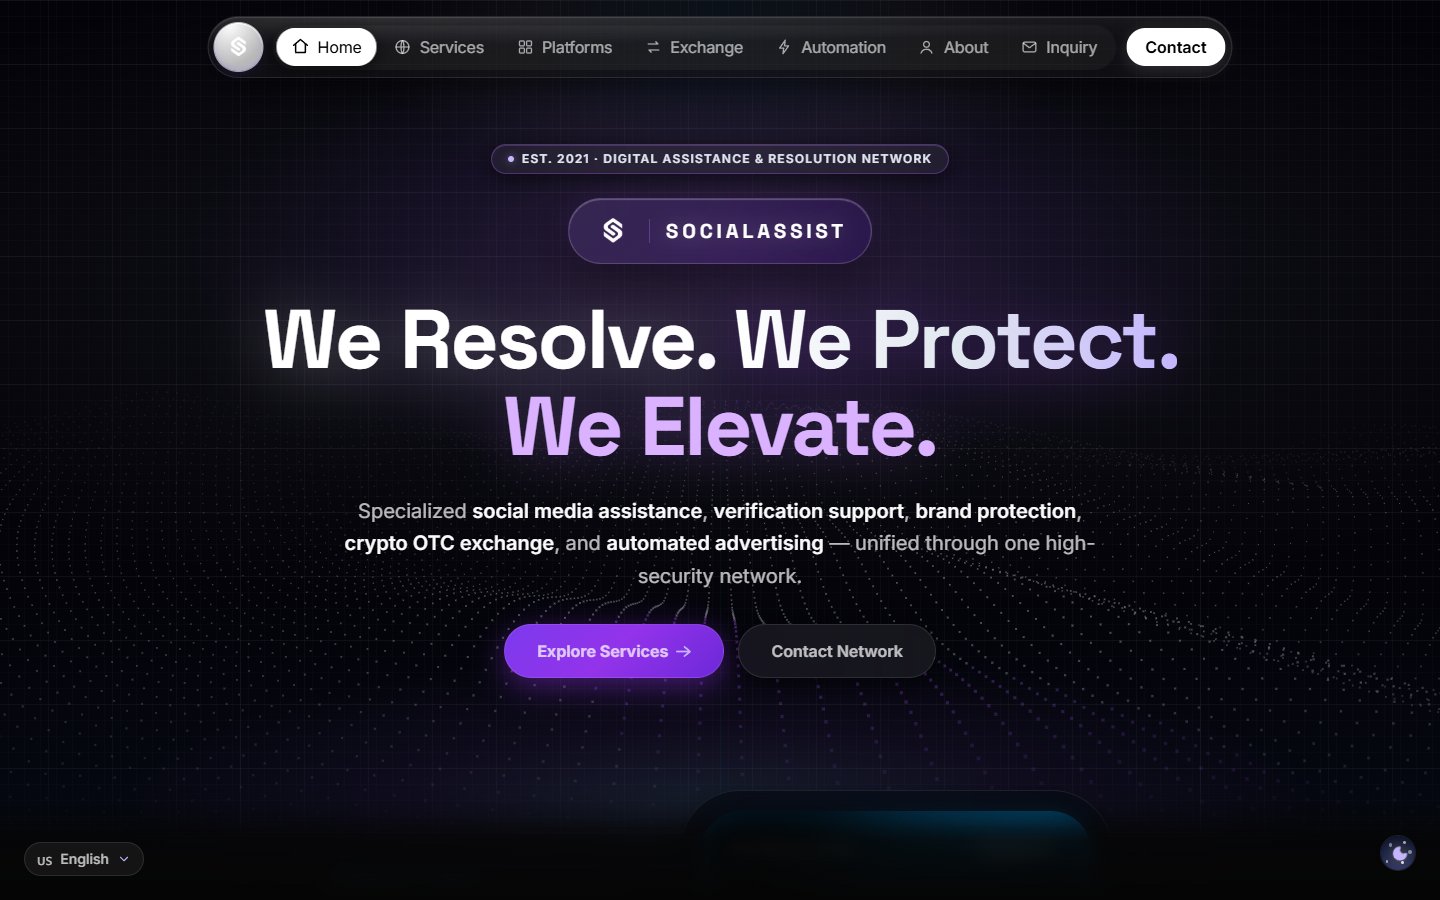 Home
Services
Platforms
Exchange
Automation
About
Inquiry
Contact
EST. 2021 · DIGITAL ASSISTANCE & RESOLUTION NETWORK
SOCIALASSIST
We Resolve. We Protect.
We Elevate.
Specialized social media assistance, verification support, brand protection,
crypto OTC exchange, and automated advertising — unified through one high-
security network.
Explore Services →
Contact Network
US English